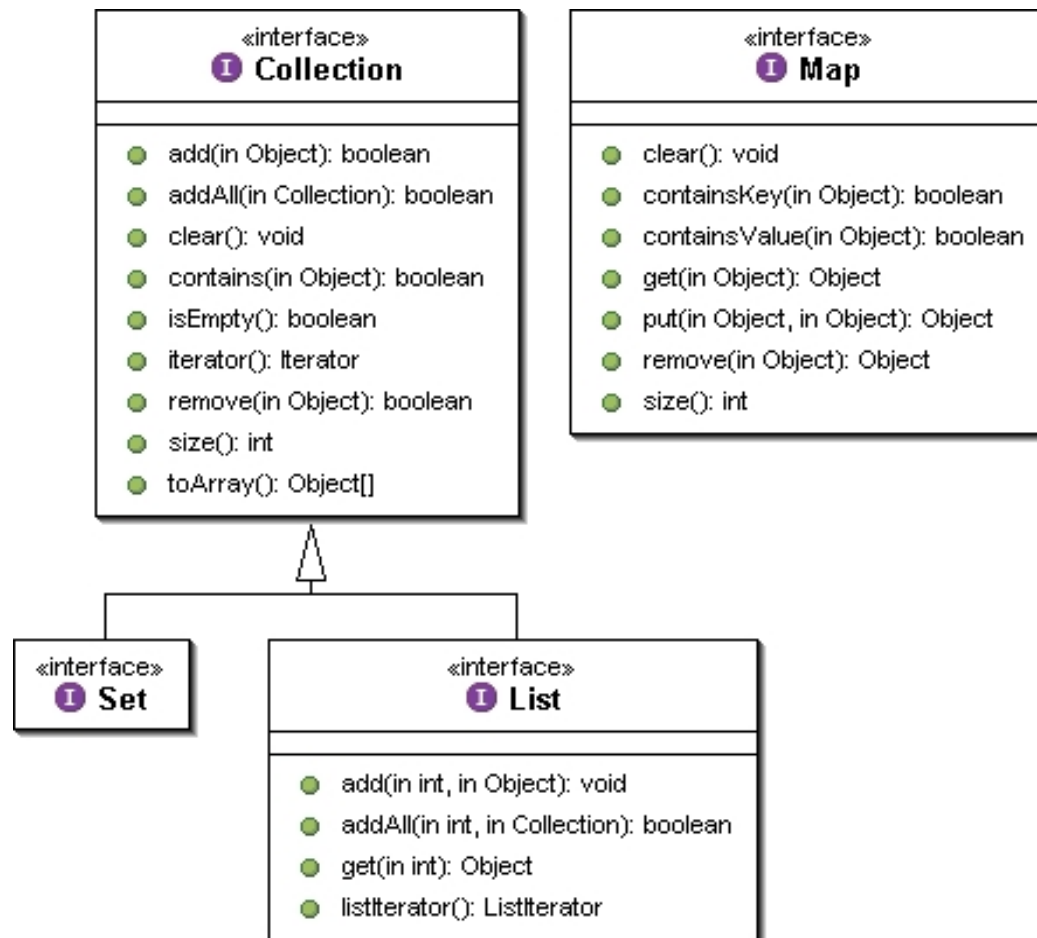 «interface»
I Collection
add(in Object): boolean
addAll(in Collection): boolean
clear(): void
contains(in Object): boolean
isEmpty(): boolean
iterator(): Iterator
remove(in Object): boolean
size(): int
toArray(): Object[]
«interface»
I Map
clear(): void
containsKey(in Object): boolean
containsValue(in Object): boolean
get(in Object): Object
put(in Object, in Object): Object
remove(in Object): Object
size(): int
«interface»
I Set
«interface»
I List
add(in int, in Object): void
addAll(in int, in Collection): boolean
get(in int): Object
listIterator(): ListIterator